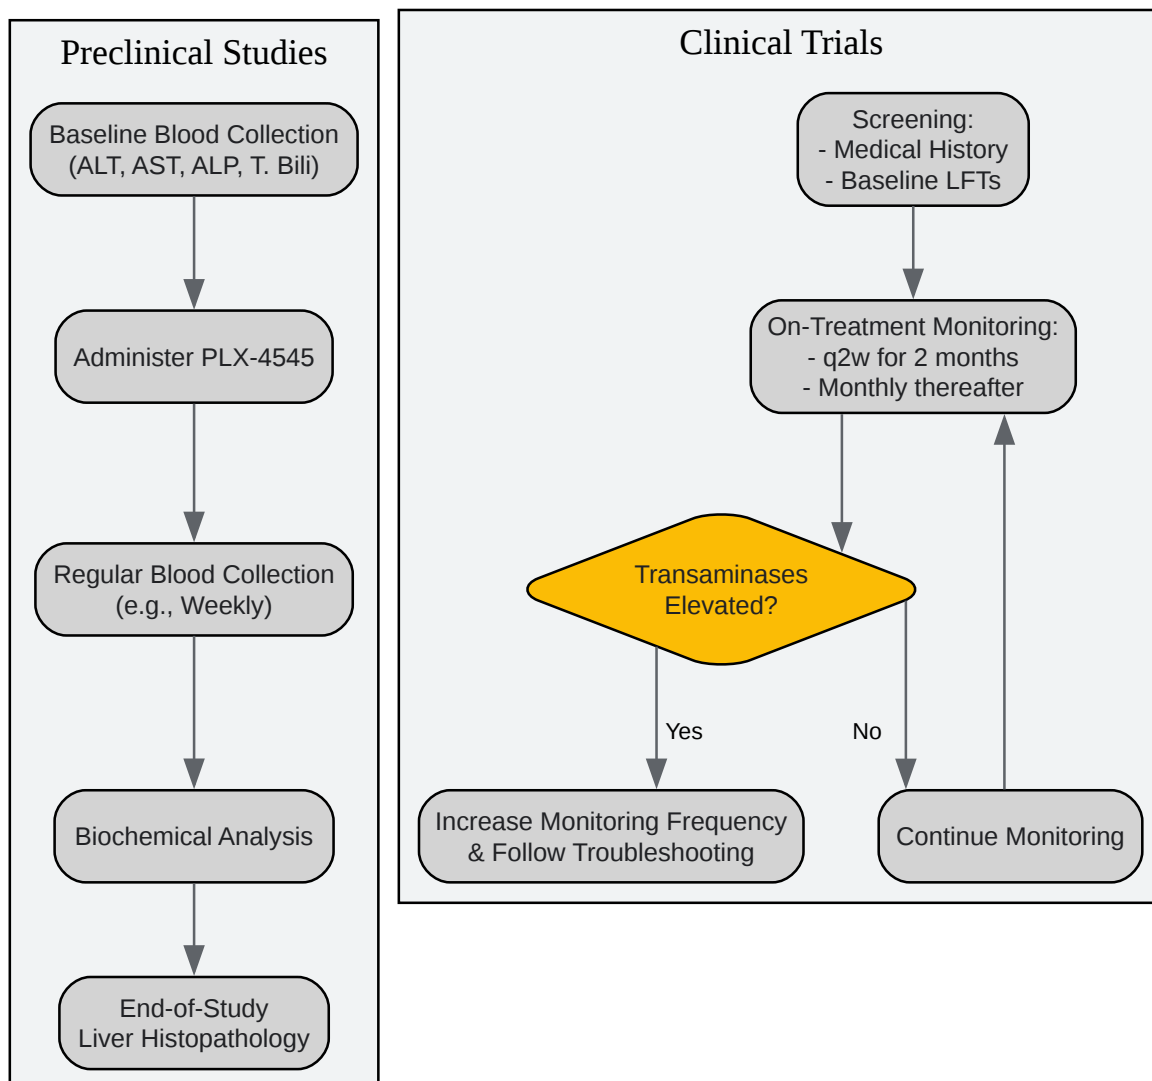 Preclinical Studies
Baseline Blood Collection
(ALT, AST, ALP, T. Bili)
Administer PLX-4545
Regular Blood Collection
(e.g., Weekly)
Biochemical Analysis
End-of-Study
Liver Histopathology
Clinical Trials
Screening:
- Medical History
- Baseline LFTs
On-Treatment Monitoring:
- q2w for 2 months
- Monthly thereafter
Transaminases
Elevated?
Yes
No
Increase Monitoring Frequency
& Follow Troubleshooting
Continue Monitoring